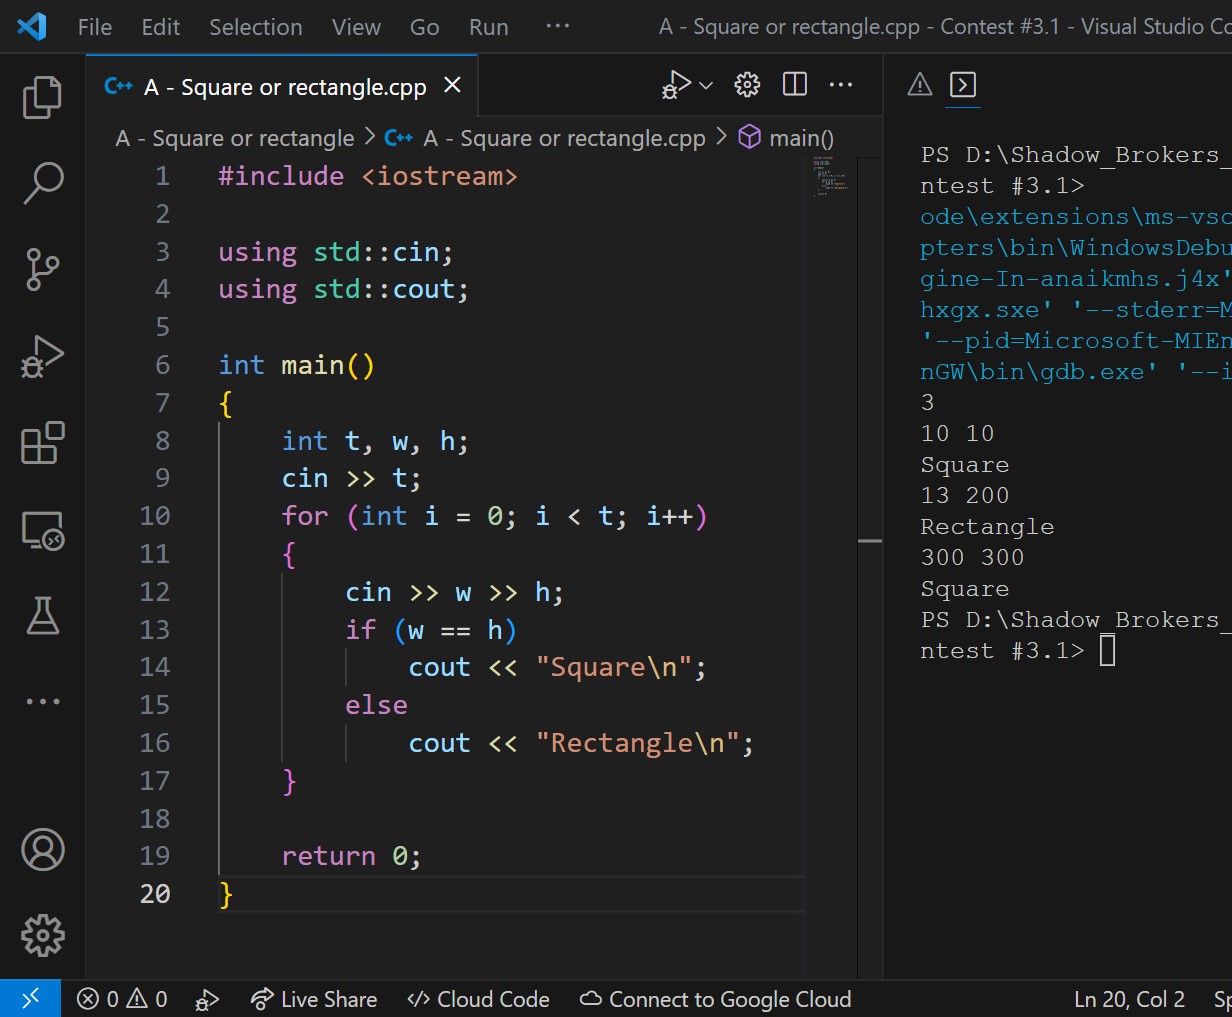 File Edit Selection View Go Run ··· A - Square or rectangle.cpp - Contest #3.1 - Visual Studio
C++ A - Square or rectangle.cpp ×
A - Square or rectangle > C++ A - Square or rectangle.cpp > main()
1 #include <iostream>
2
3 using std::cin;
4 using std::cout;
5
6 int main()
7 {
8     int t, w, h;
9     cin >> t;
10     for (int i = 0; i < t; i++)
11     {
12         cin >> w >> h;
13         if (w == h)
14             cout << "Square\n";
15         else
16             cout << "Rectangle\n";
17     }
18
19     return 0;
20 }
PS D:\Shadow_Brokers_
ntest #3.1>
ode\extensions\ms-vsc
pters\bin\WindowsDebu
gine-In-anaikmhs.j4x'
hxgx.sxe' '--stderr=M
'--pid=Microsoft-MIEn
nGW\bin\gdb.exe' '--i
3
10 10
Square
13 200
Rectangle
300 300
Square
PS D:\Shadow_Brokers_
ntest #3.1>
0 0 Live Share Cloud Code Connect to Google Cloud Ln 20, Col 2 Sp